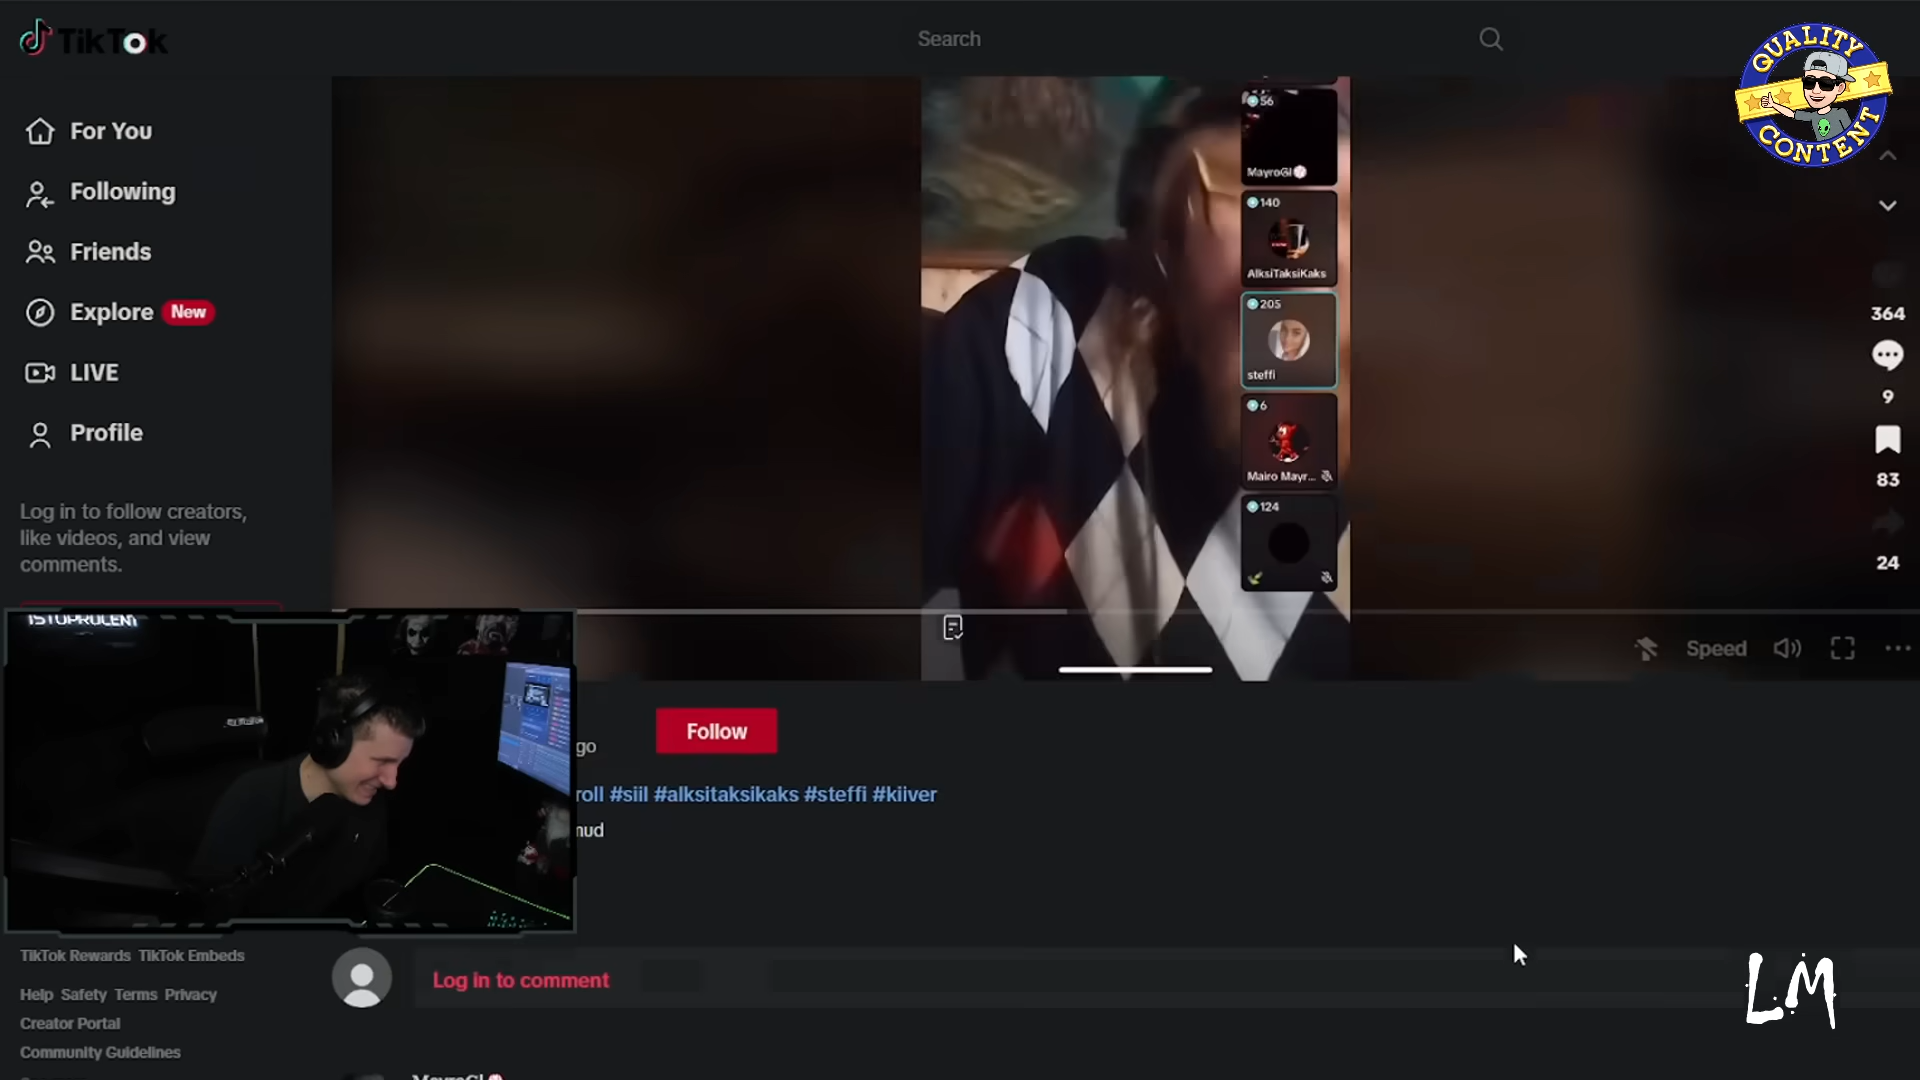 TikTok
Search
QUALITY
CONTENT
For You
Following
Friends
Explore New
LIVE
Profile
Log in to follow creators,
like videos, and view
comments.
56
MayroGI
140
AlksiTaksiKaks
205
steffi
6
Mairo Mayr...
124
364
9
83
24
Speed
Follow
go
roll #siil #alksitaksikaks #steffi #kiiver
mud
TikTok Rewards TikTok Embeds
Help Safety Terms Privacy
Creator Portal
Community Guidelines
Log in to comment
MayroGI
LM